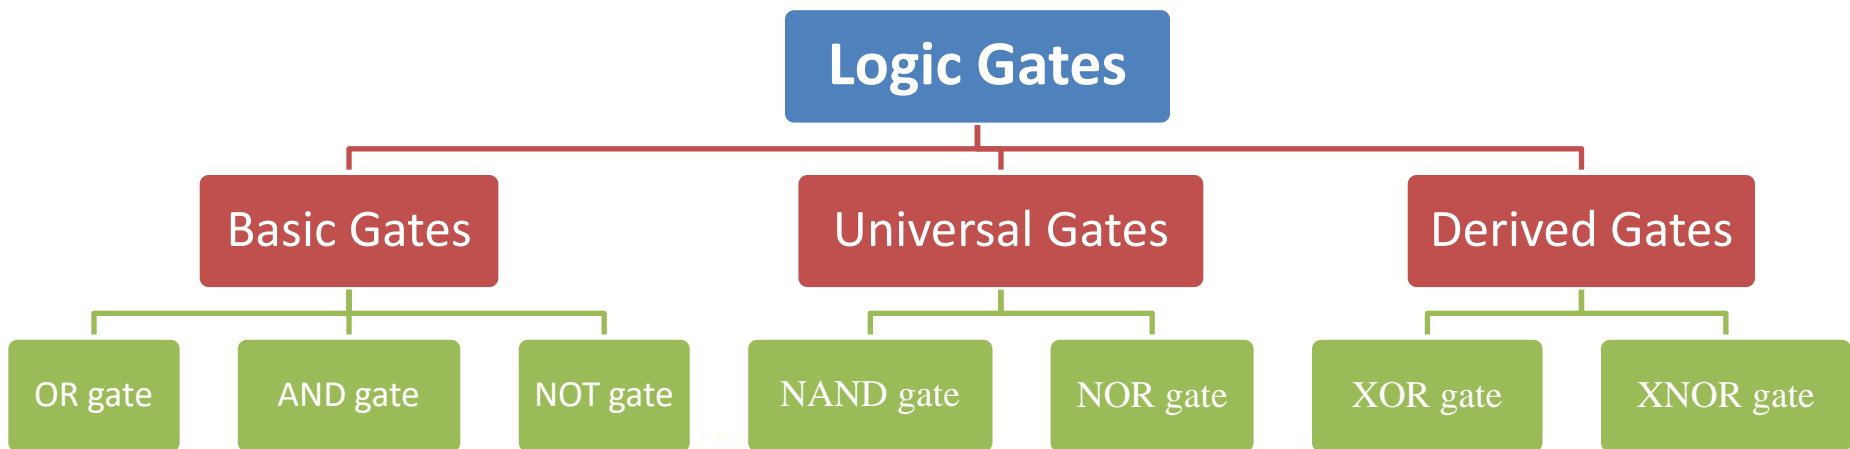 Logic Gates
Basic Gates
Universal Gates
Derived Gates
OR gate
AND gate
NOT gate
NAND gate
NOR gate
XOR gate
XNOR gate